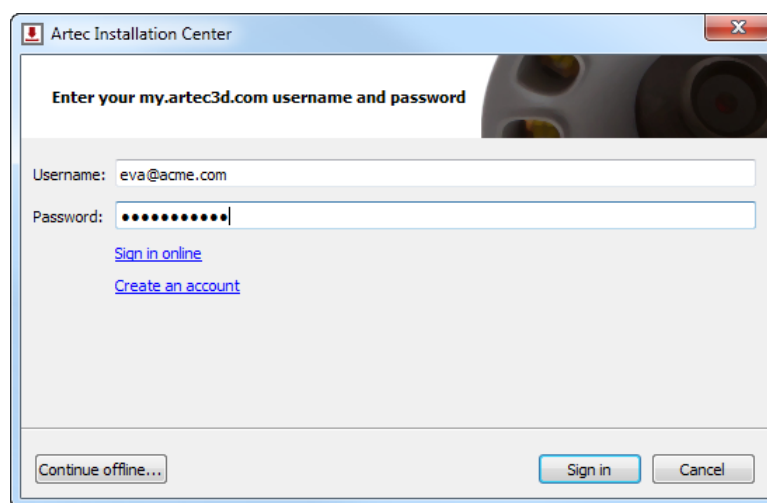 Artec Installation Center
Enter your my.artec3d.com username and password
Username: eva@acme.com
Password: ●●●●●●●●●●●
Sign in online
Create an account
Continue offline...
Sign in
Cancel